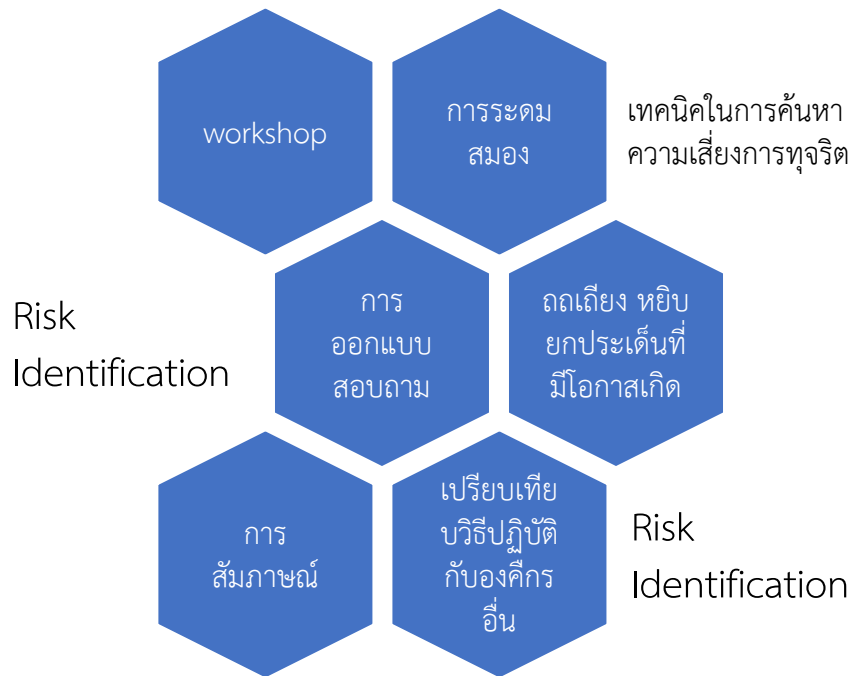 workshop
การระดม
สมอง
เทคนิคในการค้นหา
ความเสี่ยงการทุจริต
Risk
Identification
การ
ออกแบบ
สอบถาม
ถถเถียง หยิบ
ยกประเด็นที่
มีโอกาสเกิด
การ
สัมภาษณ์
เปรียบเทีย
บวิธีปฏิบัติ
กับองค์กร
อื่น
Risk
Identification